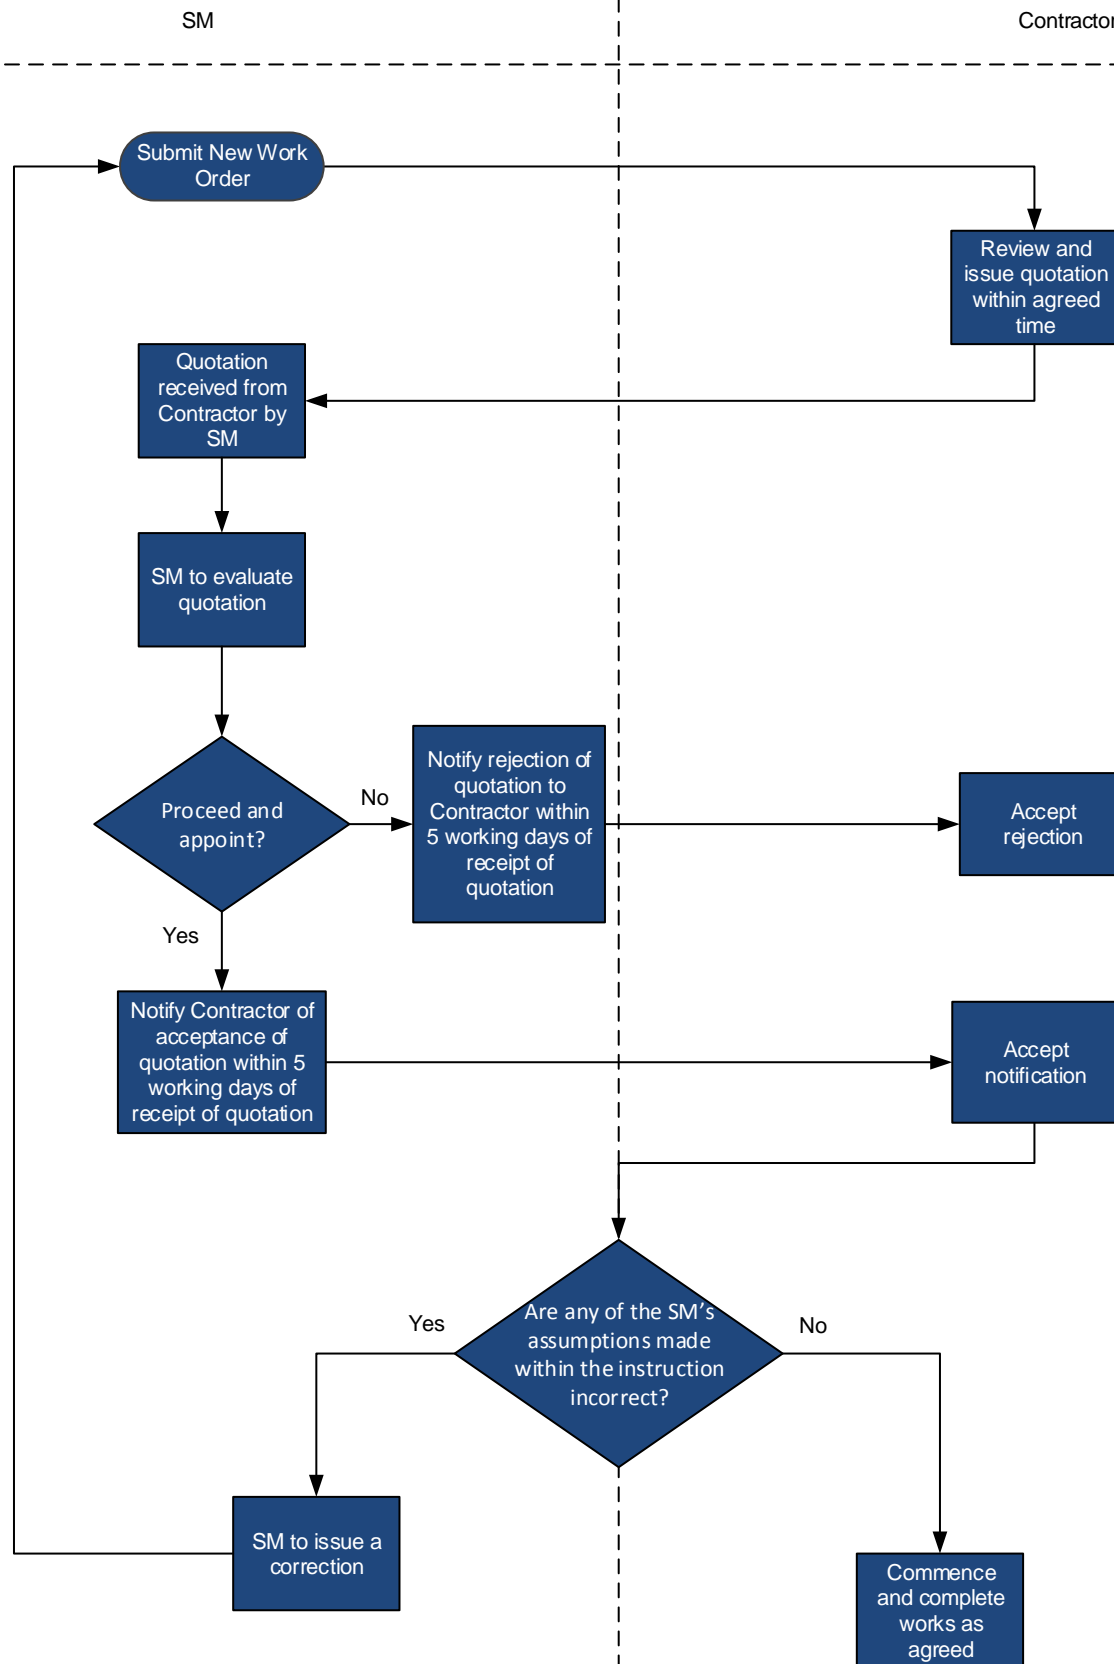 SM
Contractor
Submit New Work
Order
Review and
issue quotation
within agreed
time
Quotation
received from
Contractor by
SM
SM to evaluate
quotation
Proceed and
appoint?
No
Notify rejection of
quotation to
Contractor within
5 working days of
receipt of
quotation
Accept
rejection
Yes
Notify Contractor of
acceptance of
quotation within 5
working days of
receipt of quotation
Accept
notification
Are any of the SM’s
assumptions made
within the instruction
incorrect?
Yes
No
SM to issue a
correction
Commence
and complete
works as
agreed